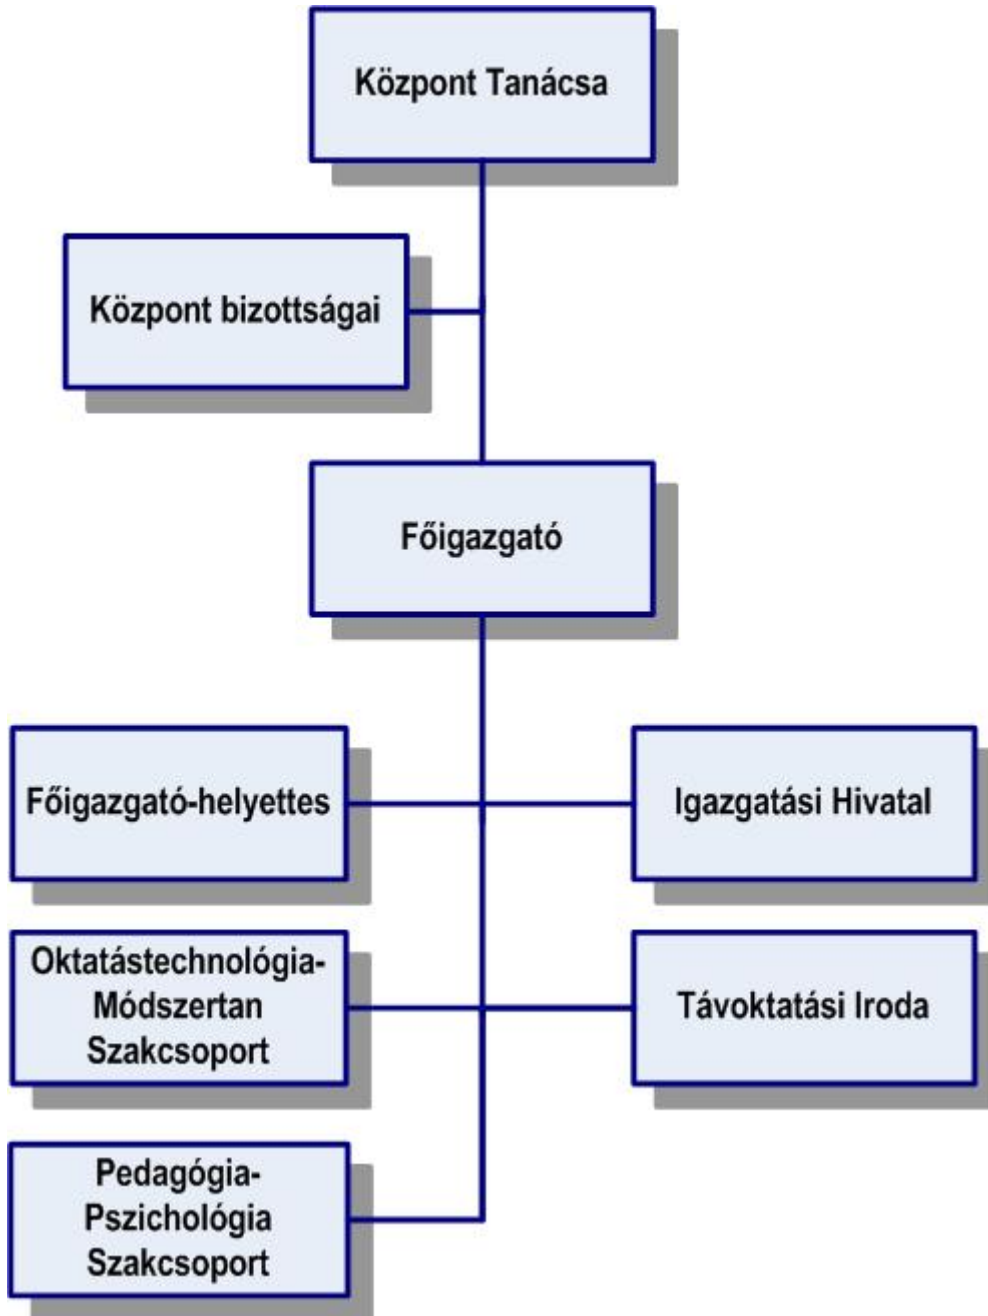 Központ Tanácsa
Központ bizottságai
Főigazgató
Főigazgató-helyettes
Igazgatási Hivatal
Oktatástechnológia-
Módszertan
Szakcsoport
Távoktatási Iroda
Pedagógia-
Pszichológia
Szakcsoport